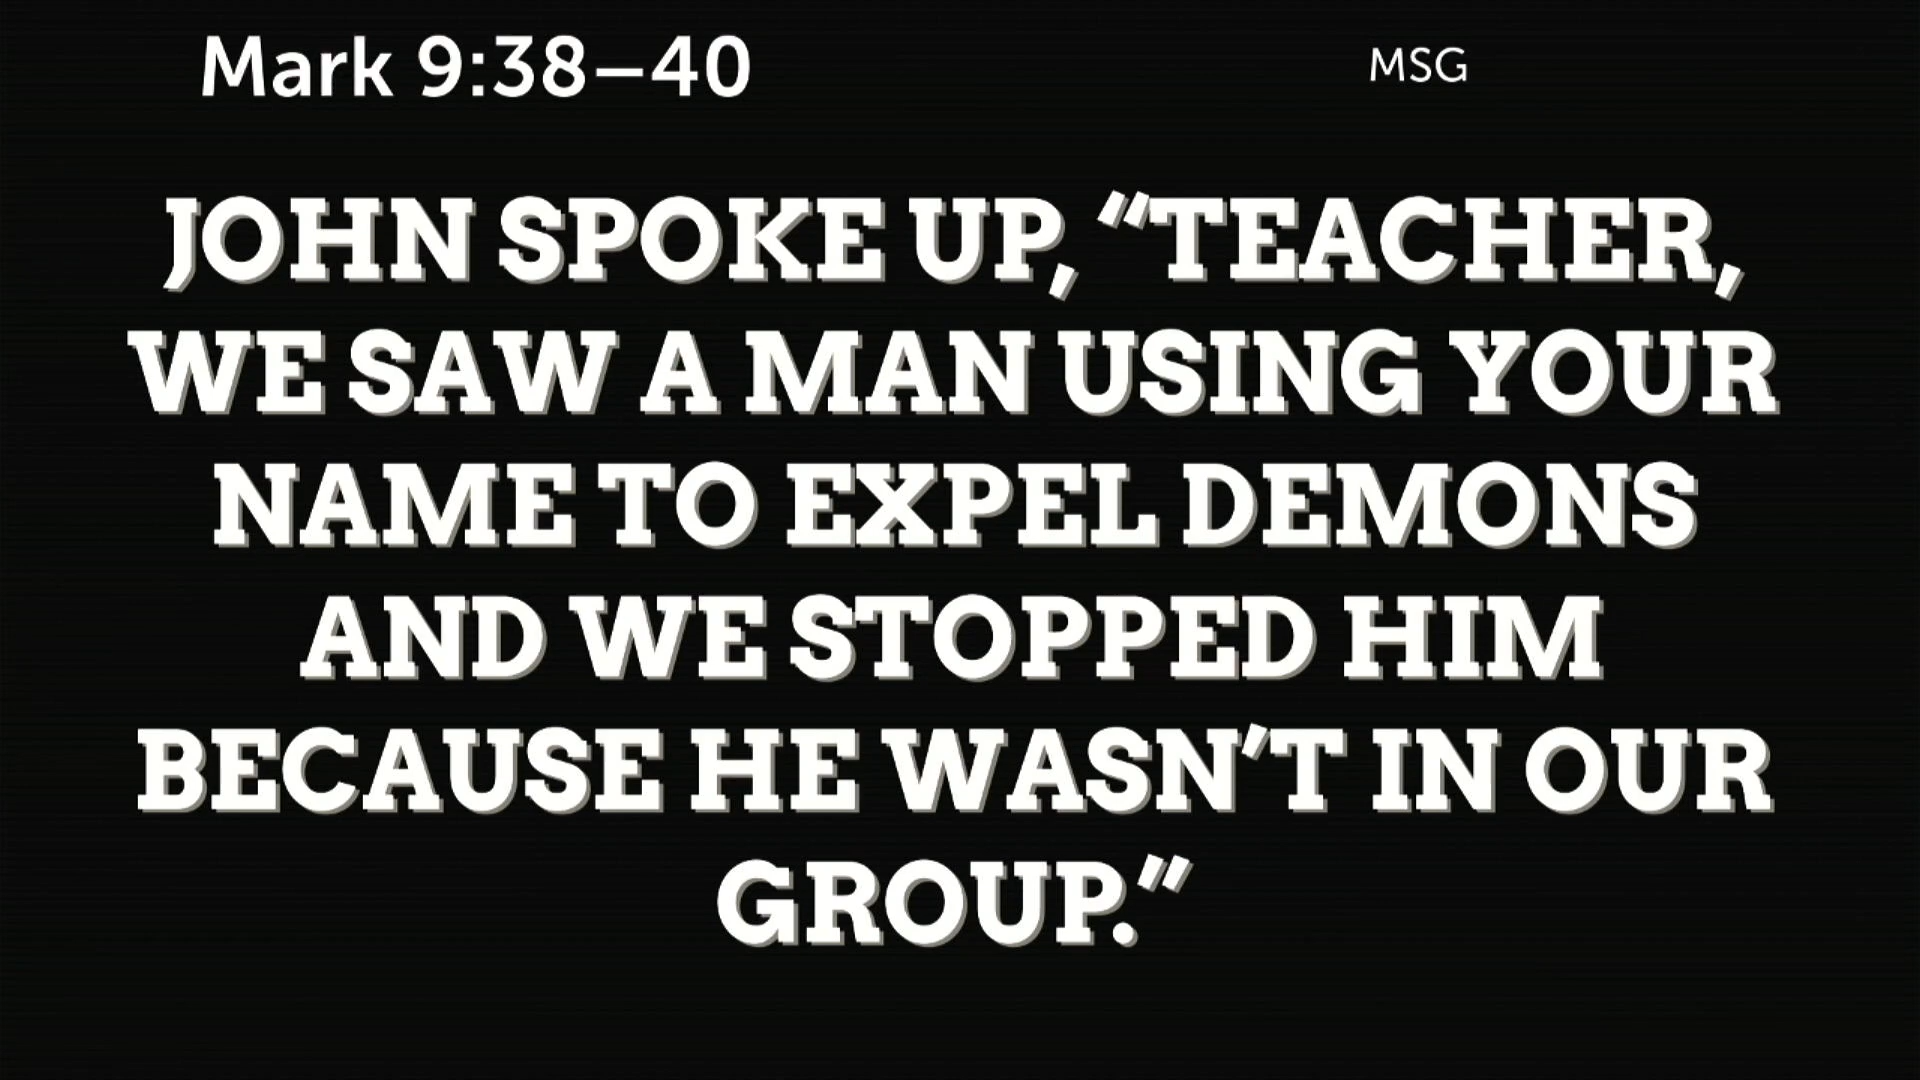 Mark 9:38–40 MSG
JOHN SPOKE UP, “TEACHER,
WE SAW A MAN USING YOUR
NAME TO EXPEL DEMONS
AND WE STOPPED HIM
BECAUSE HE WASN’T IN OUR
GROUP.”